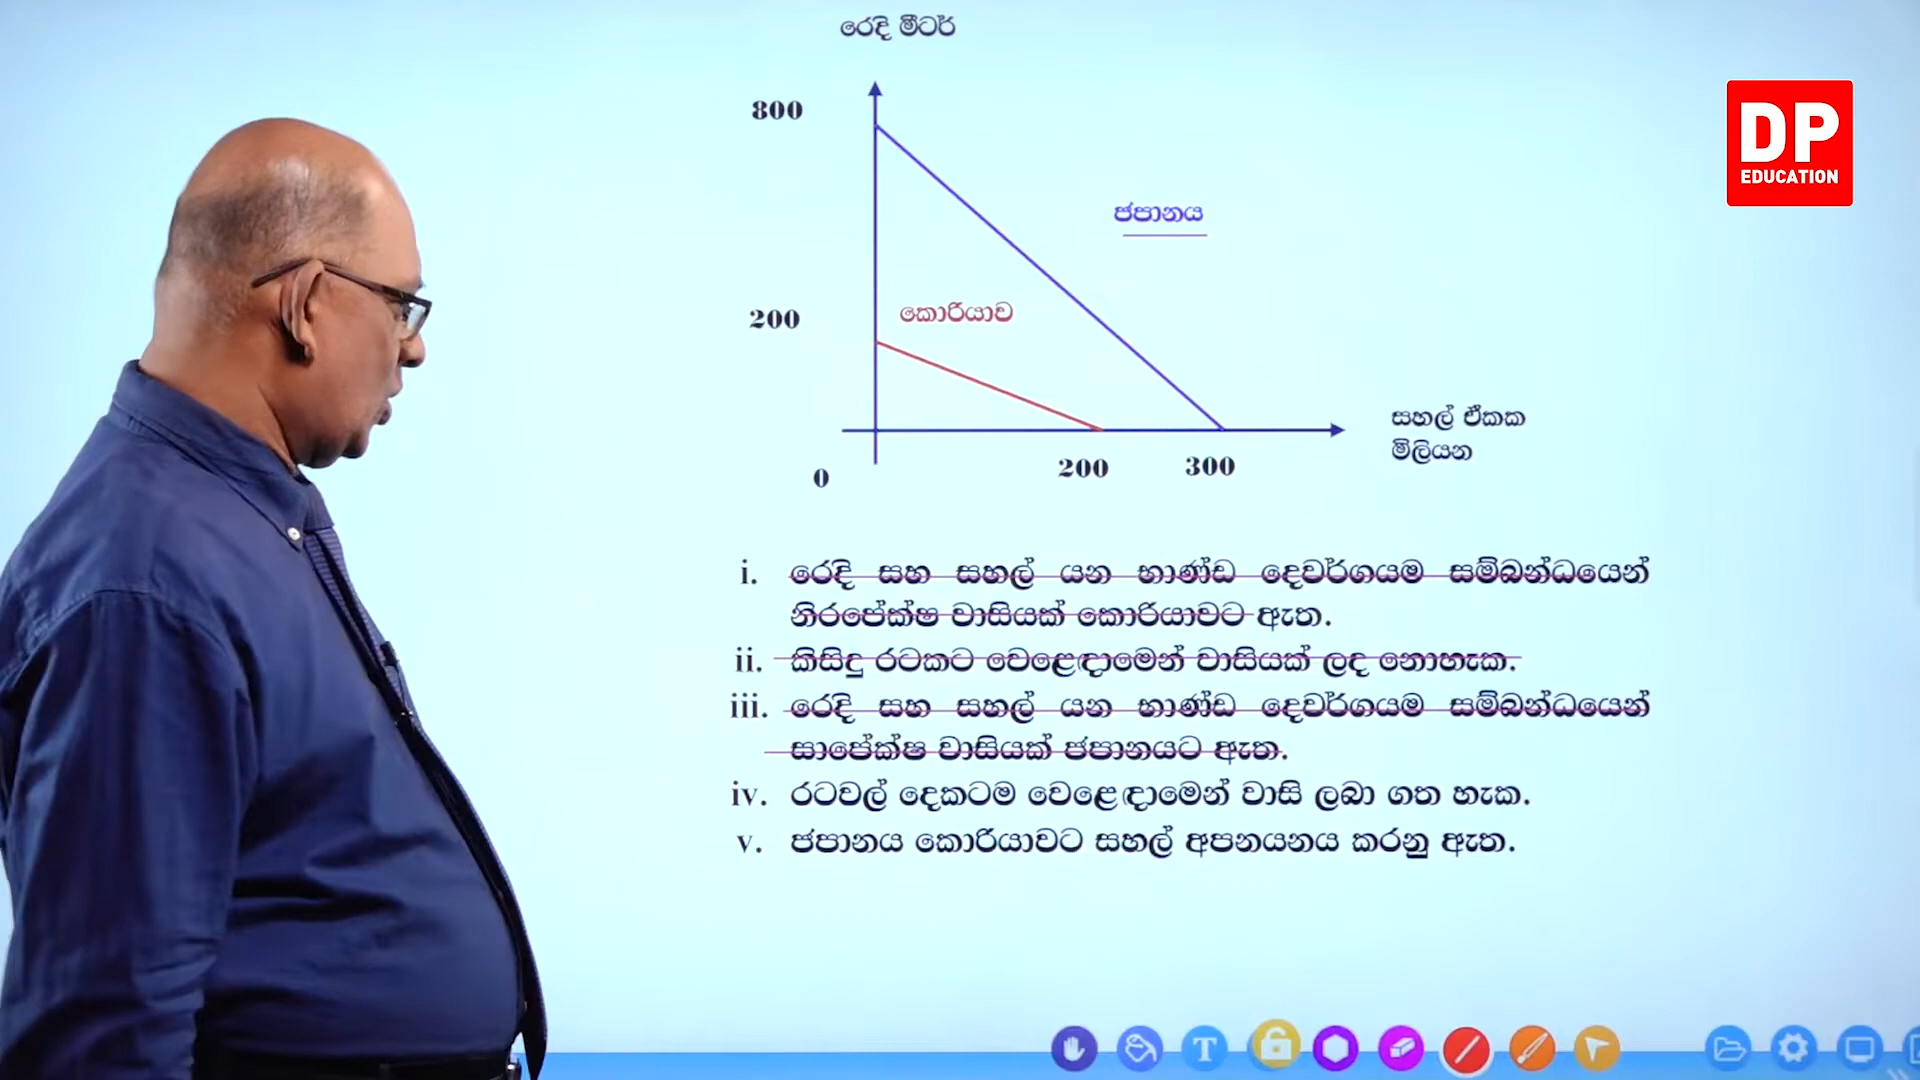 රෙදි මීටර්
800
DP
EDUCATION
ජපානය
කොරියාව
200
සහල් ඒකක
මිලියන
200 300
0
i. රෙදි සහ සහල් යන භාණ්ඩ දෙවර්ගයම සම්බන්ධයෙන්
නිරපේක්ෂ වාසියක් කොරියාවට ඇත.
ii. කිසිදු රටකට වෙළෙඳාමෙන් වාසියක් ලද නොහැක.
iii. රෙදි සහ සහල් යන භාණ්ඩ දෙවර්ගයම සම්බන්ධයෙන්
සාපේක්ෂ වාසියක් ජපානයට ඇත.
iv. රටවල් දෙකටම වෙළෙඳාමෙන් වාසි ලබා ගත හැක.
v. ජපානය කොරියාවට සහල් අපනයනය කරනු ඇත.
T